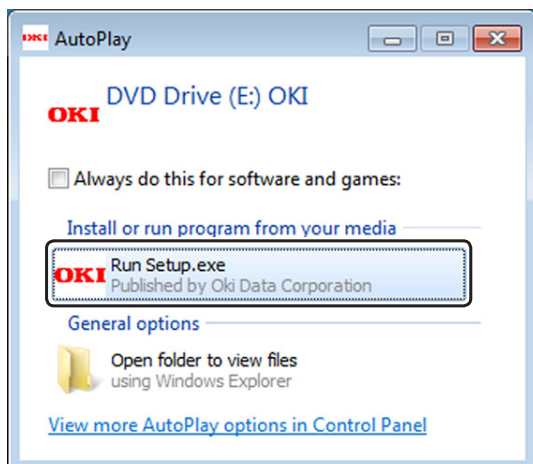 OKI AutoPlay
OKI
DVD Drive (E:) OKI
Always do this for software and games:
Install or run program from your media
OKI
Run Setup.exe
Published by Oki Data Corporation
General options
Open folder to view files
using Windows Explorer
View more AutoPlay options in Control Panel